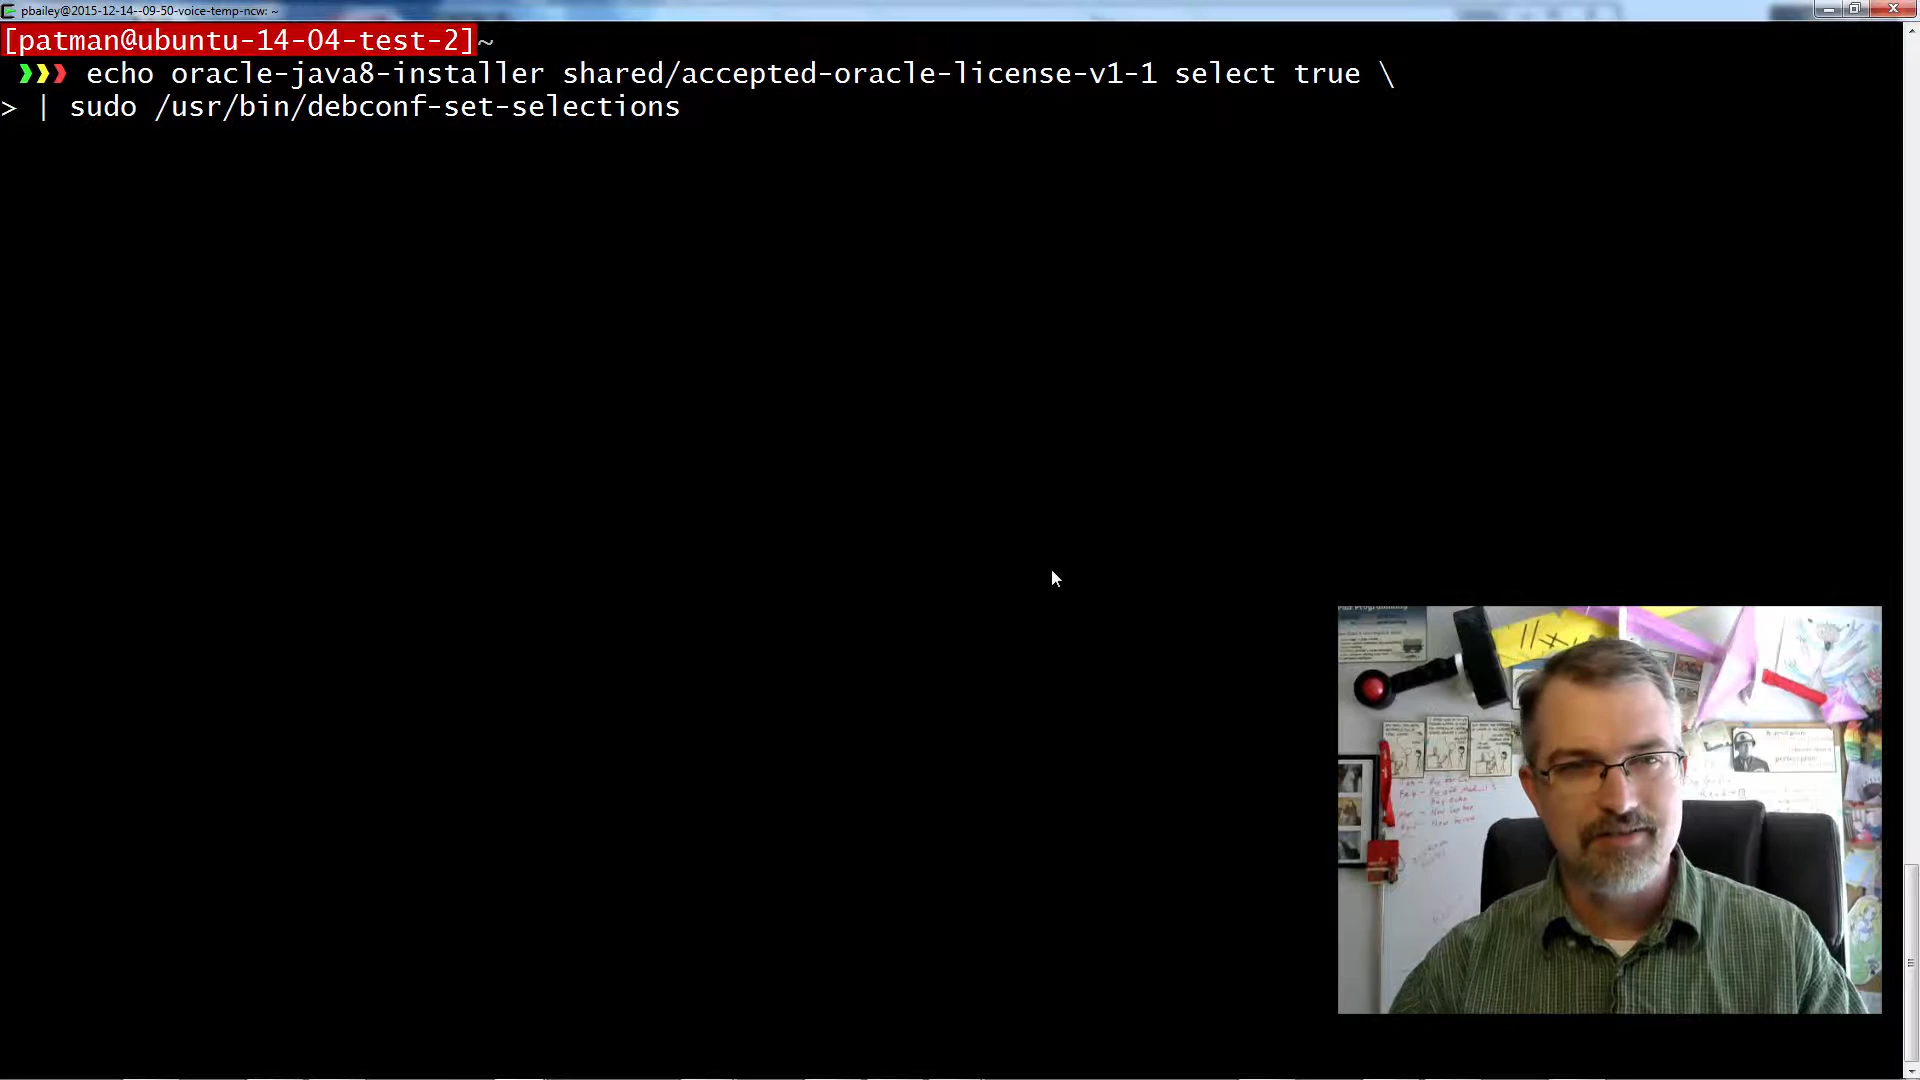 pbailey@2015-12-14--09-50-voice-temp-ncw: ~
[patman@ubuntu-14-04-test-2]~
❯❯❯ echo oracle-java8-installer shared/accepted-oracle-license-v1-1 select true \
> | sudo /usr/bin/debconf-set-selections